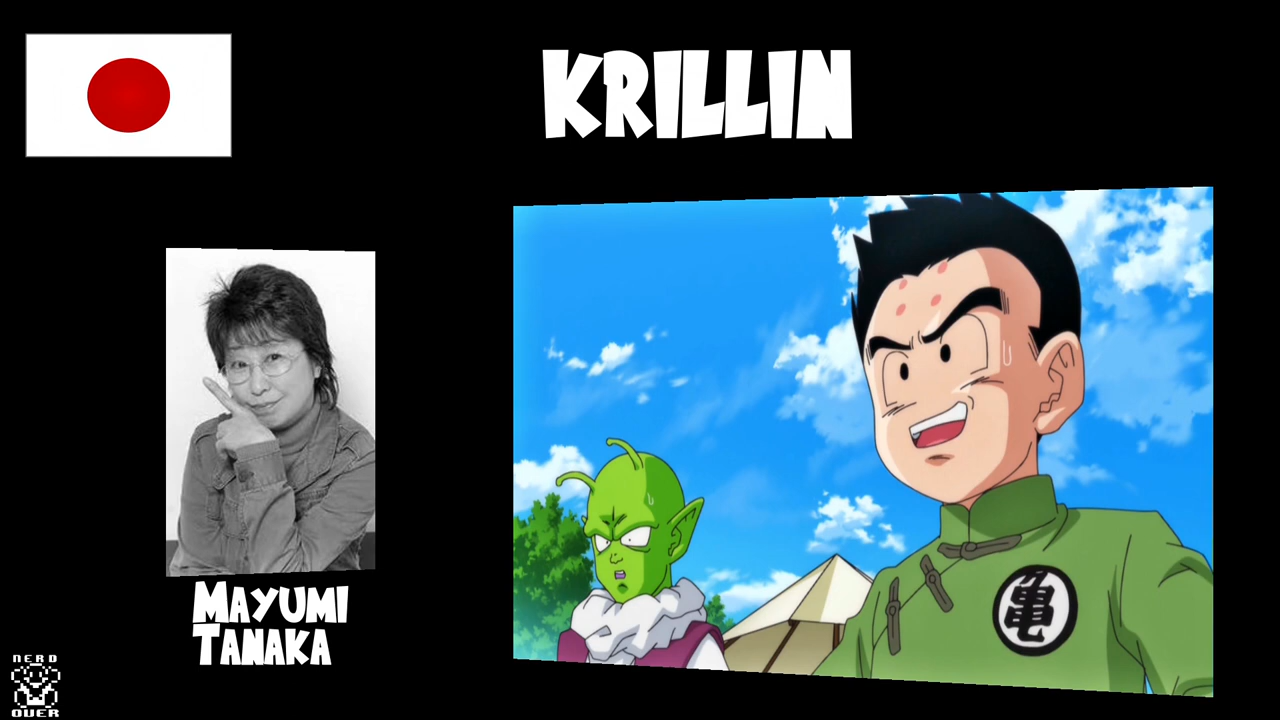 KRILLIN
亀
MAYUMI
TANAKA
NERD
OVER